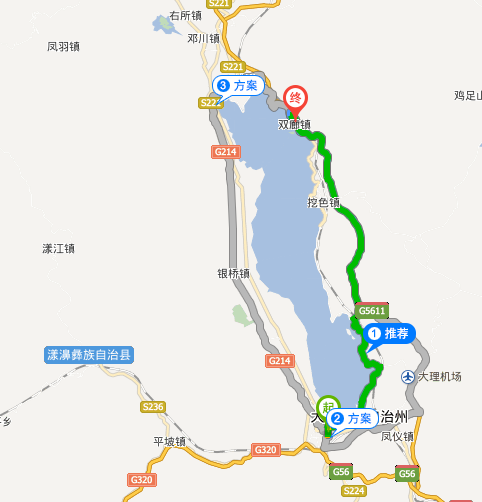 S221
右所镇
邓川镇
凤羽镇
S221
3 方案
S22
终
鸡足山
双廊镇
G214
挖色镇
漾江镇
银桥镇
G5611
1 推荐
漾濞彝族自治县
G214
大理机场
起
S236
大
2 方案
治州
乡
平坡镇
凤仪镇
G320
G56
G56
G320
S224